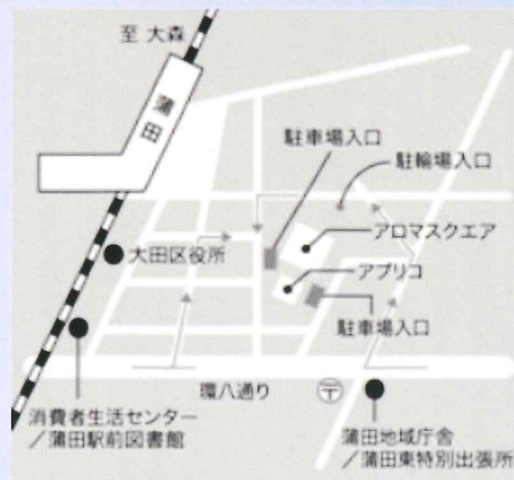 至 大森
蒲田
駐車場入口
駐輪場入口
アロマスクエア
大田区役所
アプリコ
駐車場入口
環八通り
〒
消費者生活センター
／蒲田駅前図書館
蒲田地域庁舎
／蒲田東特別出張所